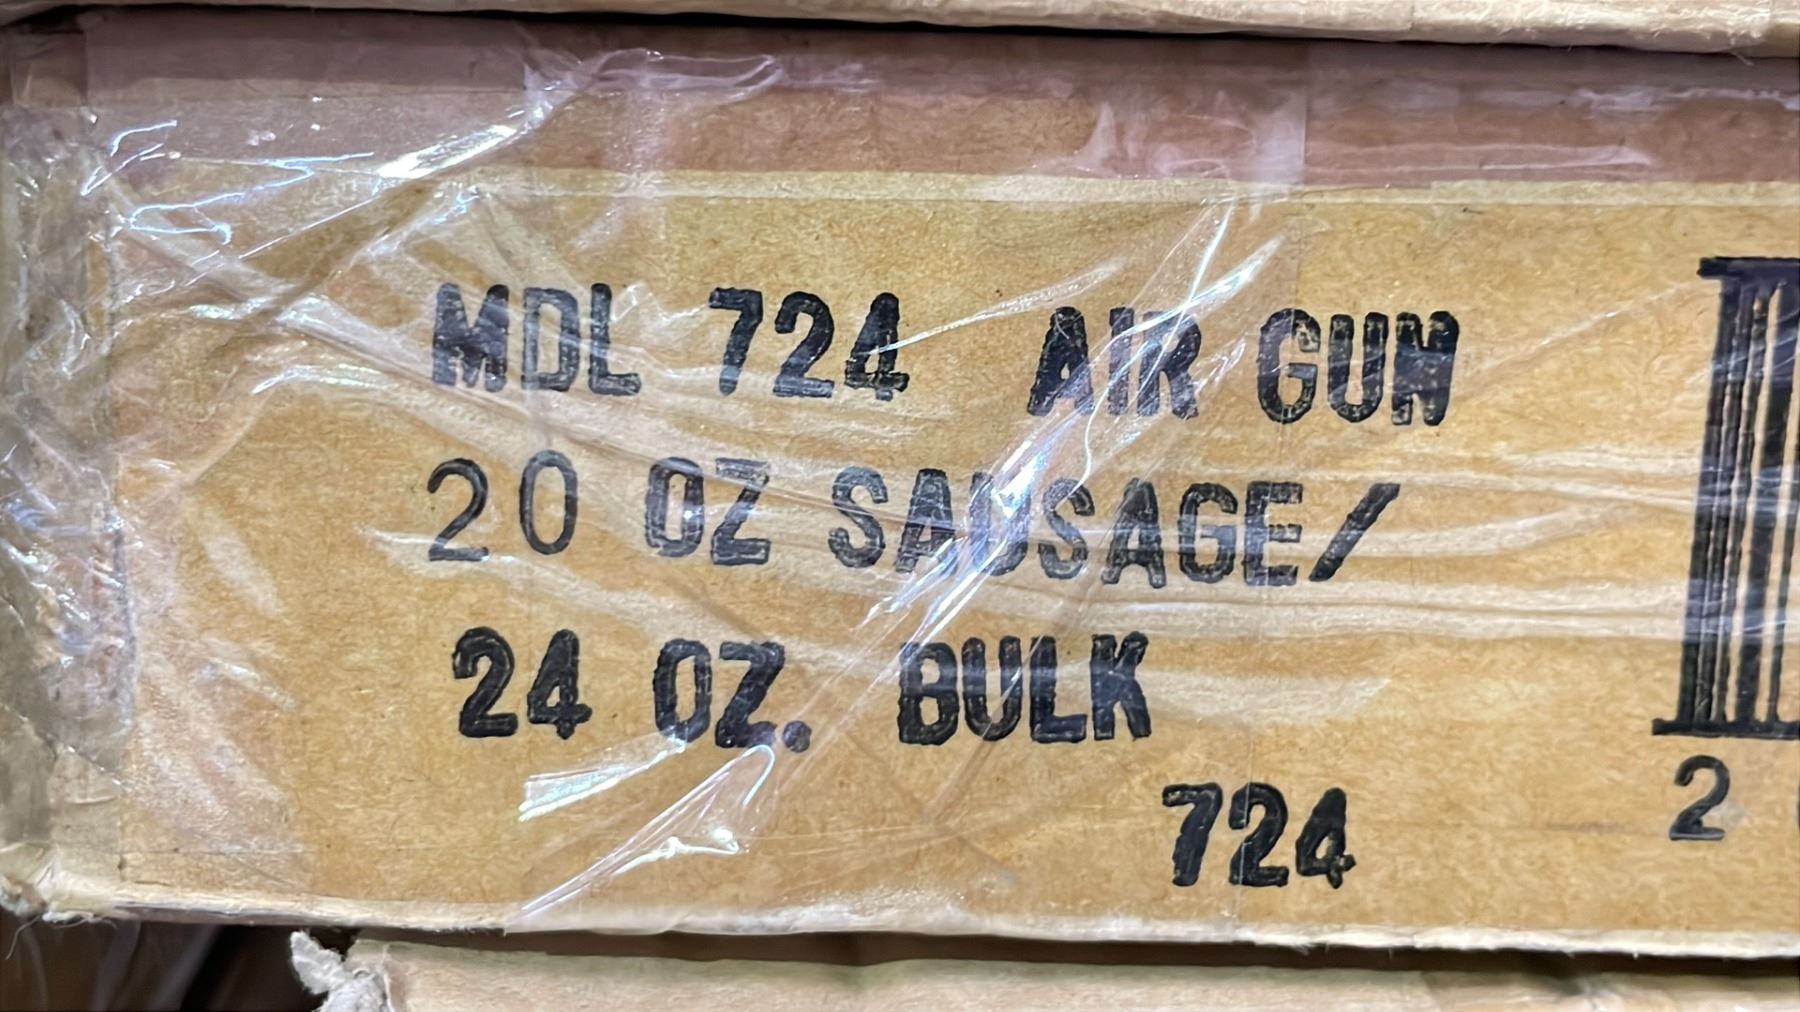 MDL 724 AIR GUN
20 OZ SAUSAGE/
24 OZ. BULK
724
2